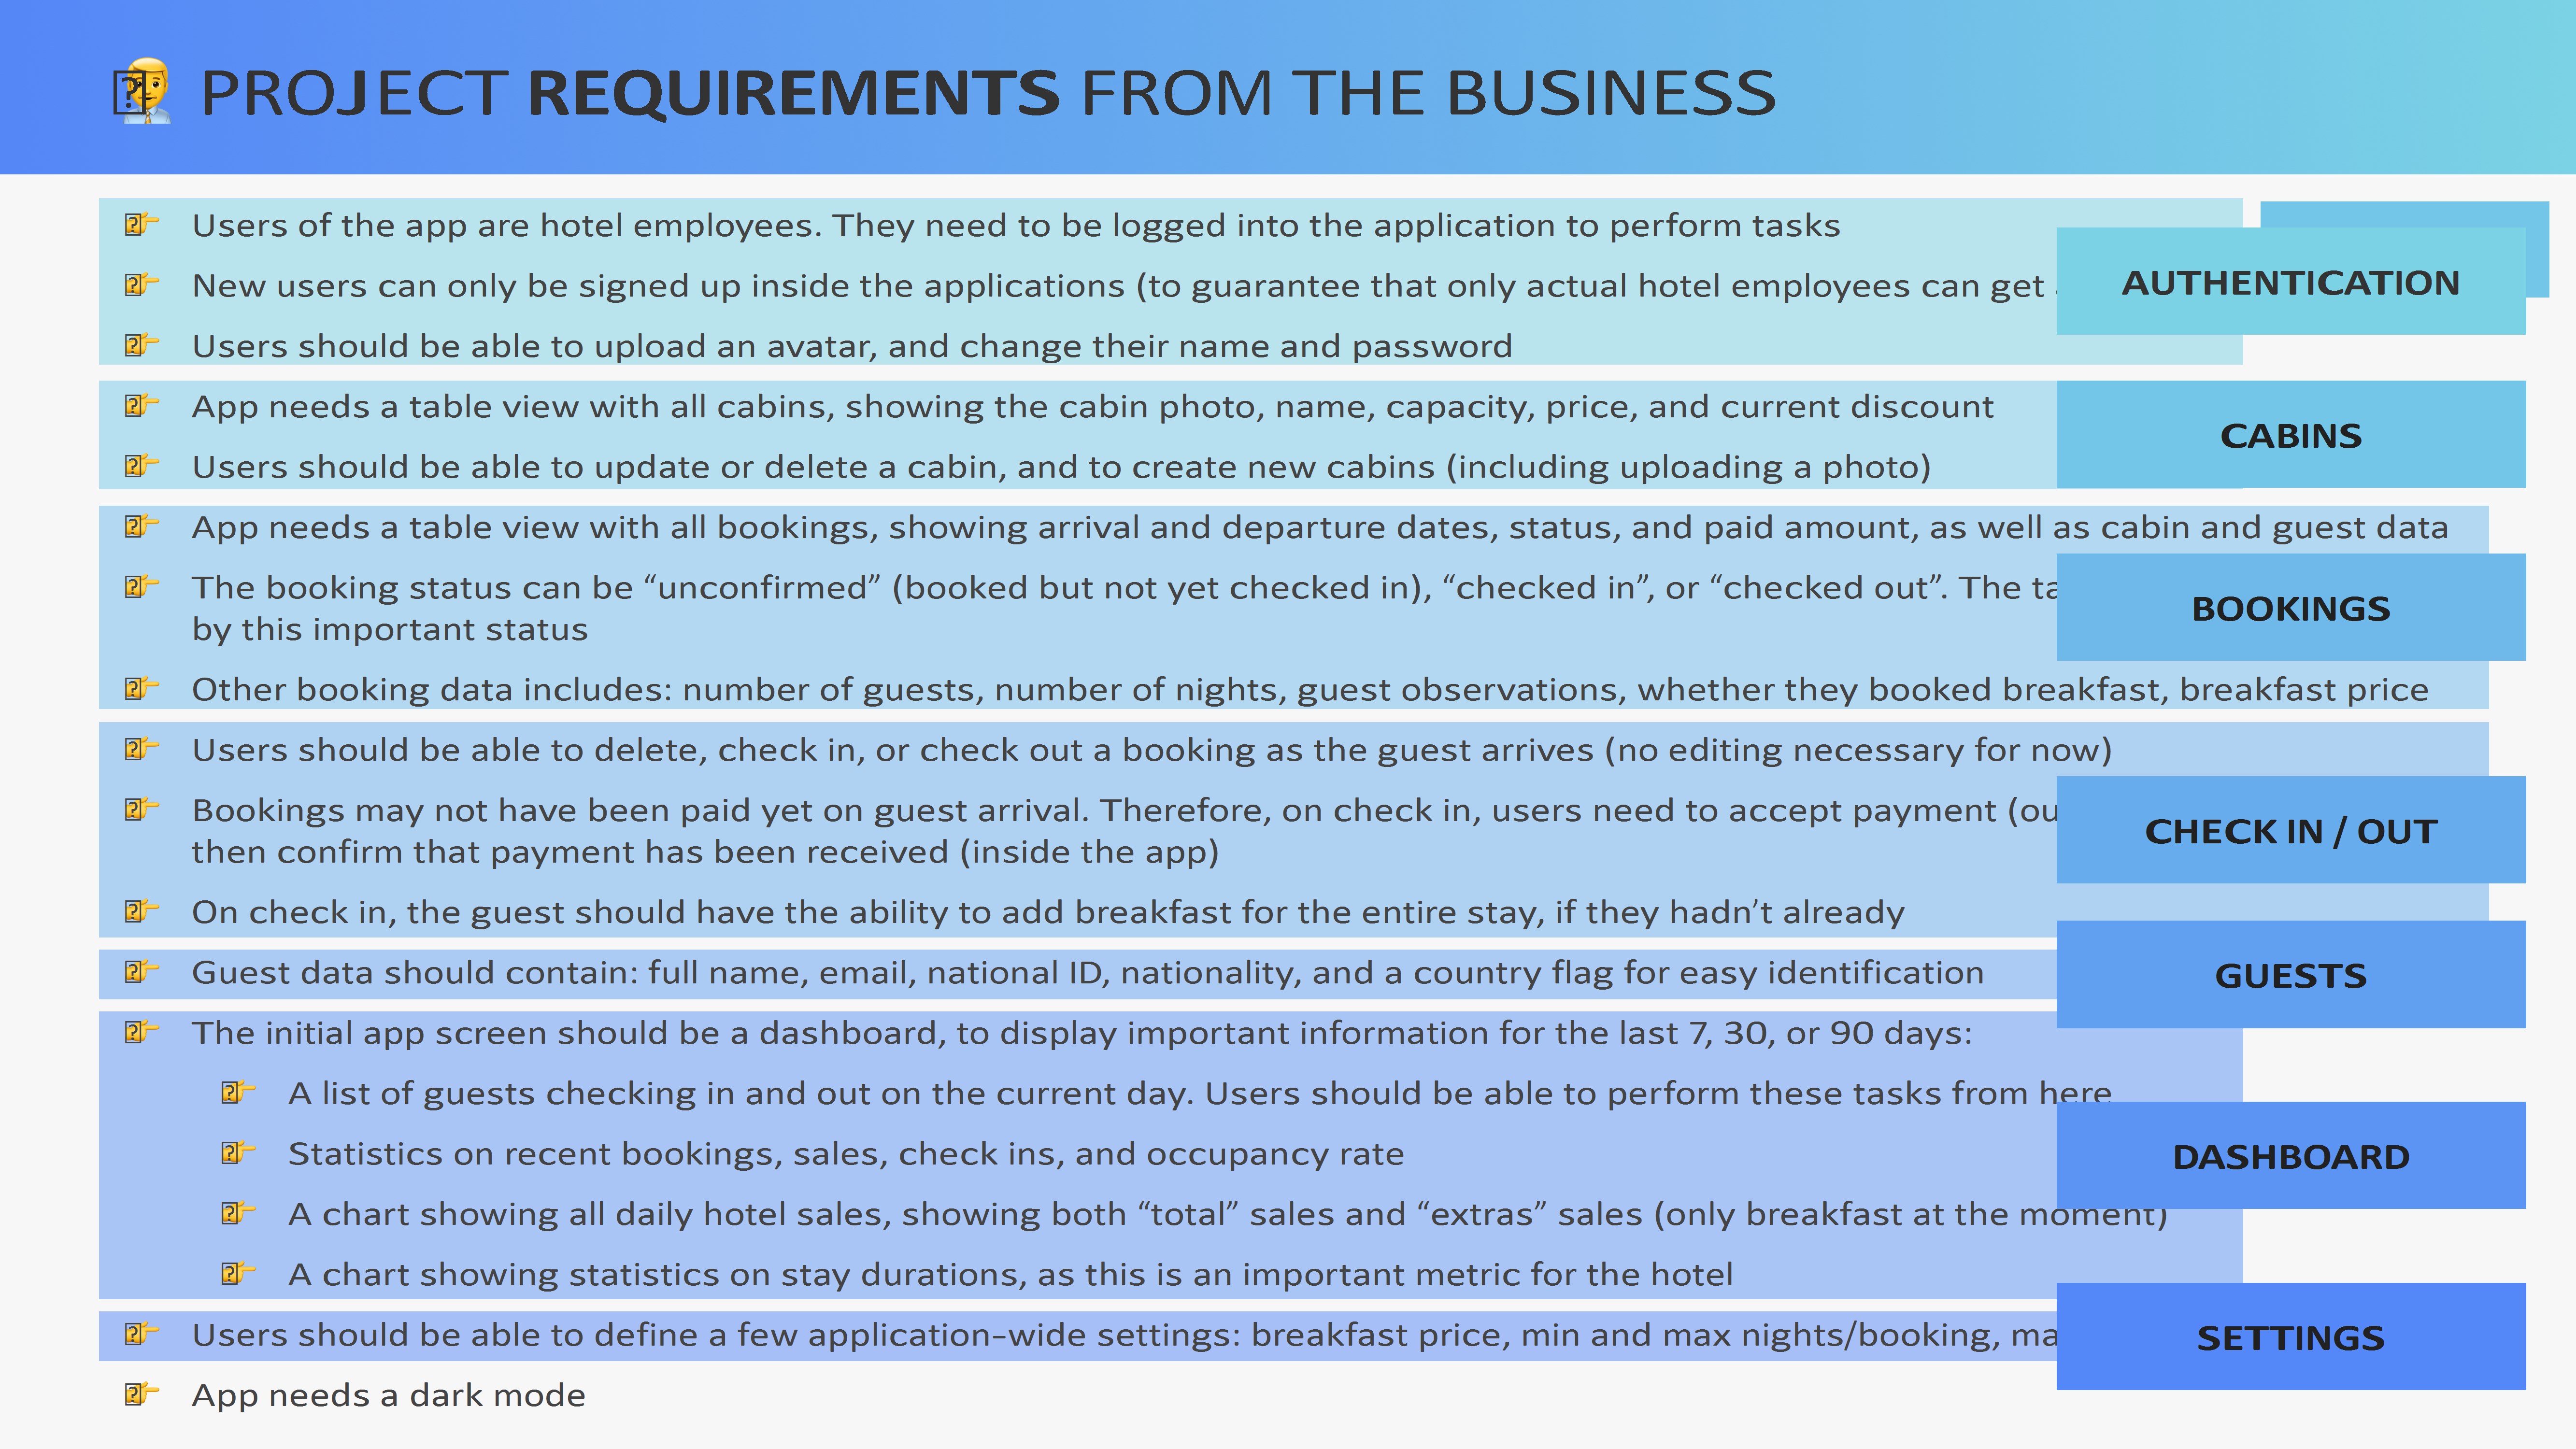 PROJECT REQUIREMENTS FROM THE BUSINESS
Users of the app are hotel employees. They need to be logged into the application to perform tasks
New users can only be signed up inside the applications (to guarantee that only actual hotel employees can get
AUTHENTICATION
Users should be able to upload an avatar, and change their name and password
App needs a table view with all cabins, showing the cabin photo, name, capacity, price, and current discount
CABINS
Users should be able to update or delete a cabin, and to create new cabins (including uploading a photo)
App needs a table view with all bookings, showing arrival and departure dates, status, and paid amount, as well as cabin and guest data
The booking status can be “unconfirmed” (booked but not yet checked in), “checked in”, or “checked out”. The
by this important status
BOOKINGS
Other booking data includes: number of guests, number of nights, guest observations, whether they booked breakfast, breakfast price
Users should be able to delete, check in, or check out a booking as the guest arrives (no editing necessary for now)
Bookings may not have been paid yet on guest arrival. Therefore, on check in, users need to accept payment
then confirm that payment has been received (inside the app)
CHECK IN / OUT
On check in, the guest should have the ability to add breakfast for the entire stay, if they hadn’t already
Guest data should contain: full name, email, national ID, nationality, and a country flag for easy identification
GUESTS
The initial app screen should be a dashboard, to display important information for the last 7, 30, or 90 days:
A list of guests checking in and out on the current day. Users should be able to perform these tasks from here
Statistics on recent bookings, sales, check ins, and occupancy rate
DASHBOARD
A chart showing all daily hotel sales, showing both “total” sales and “extras” sales (only breakfast at the moment)
A chart showing statistics on stay durations, as this is an important metric for the hotel
Users should be able to define a few application-wide settings: breakfast price, min and max nights/booking,
SETTINGS
App needs a dark mode